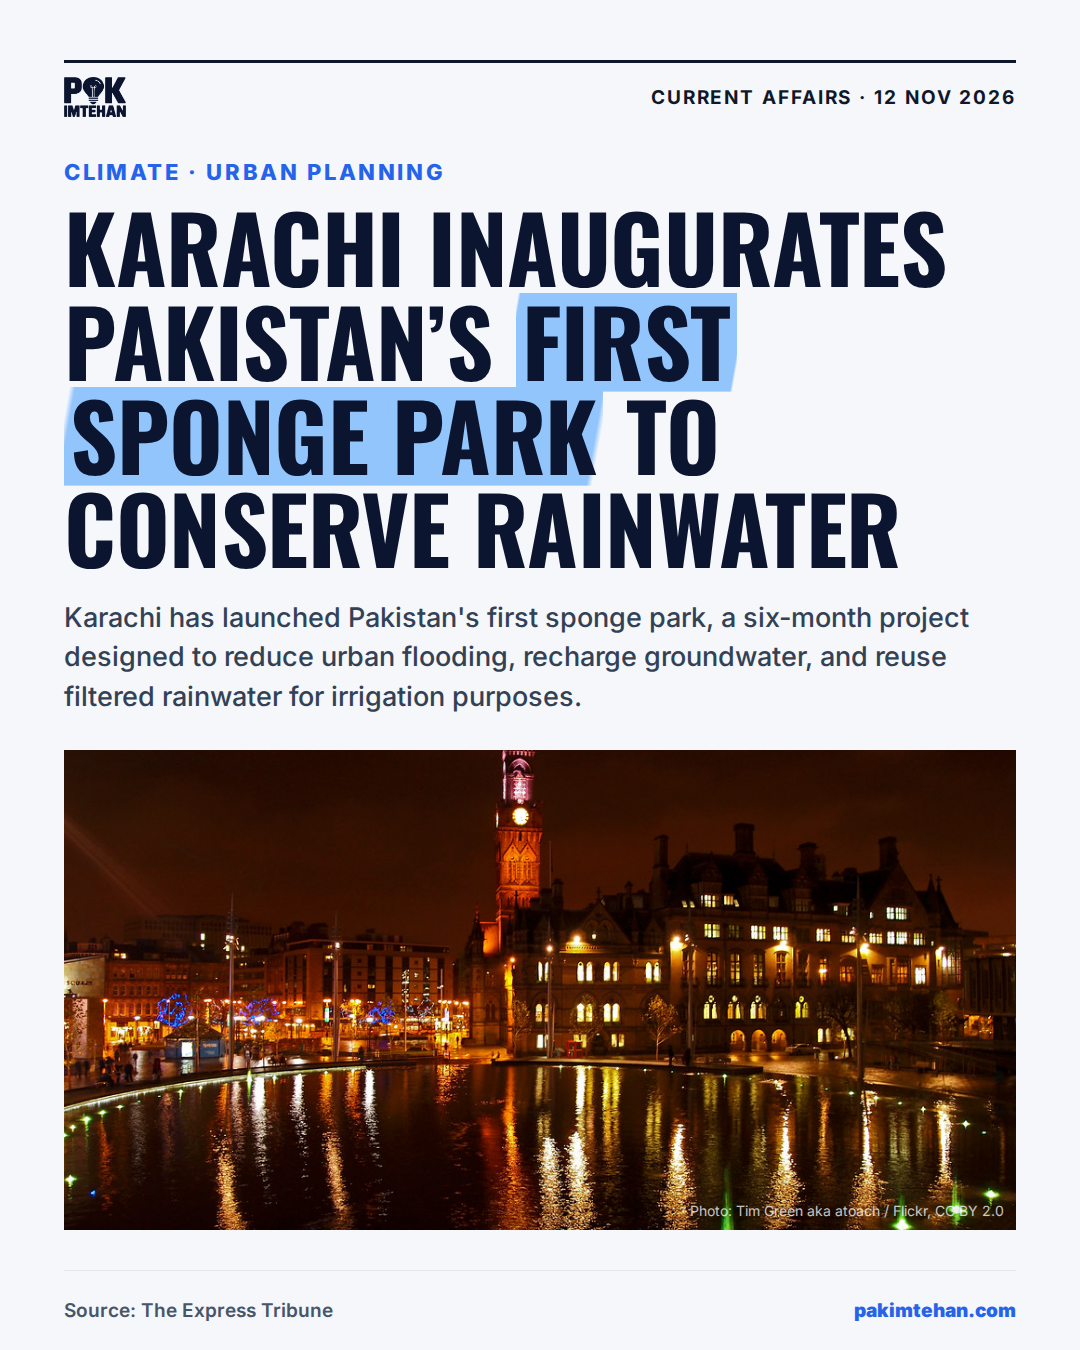 PAK
IMTEHAN
CURRENT AFFAIRS · 12 NOV 2026
CLIMATE · URBAN PLANNING
KARACHI INAUGURATES
PAKISTAN’S FIRST
SPONGE PARK TO
CONSERVE RAINWATER
Karachi has launched Pakistan's first sponge park, a six-month project
designed to reduce urban flooding, recharge groundwater, and reuse
filtered rainwater for irrigation purposes.
SQUARE
Photo: Tim Green aka atoach / Flickr, CC BY 2.0
Source: The Express Tribune
pakimtehan.com